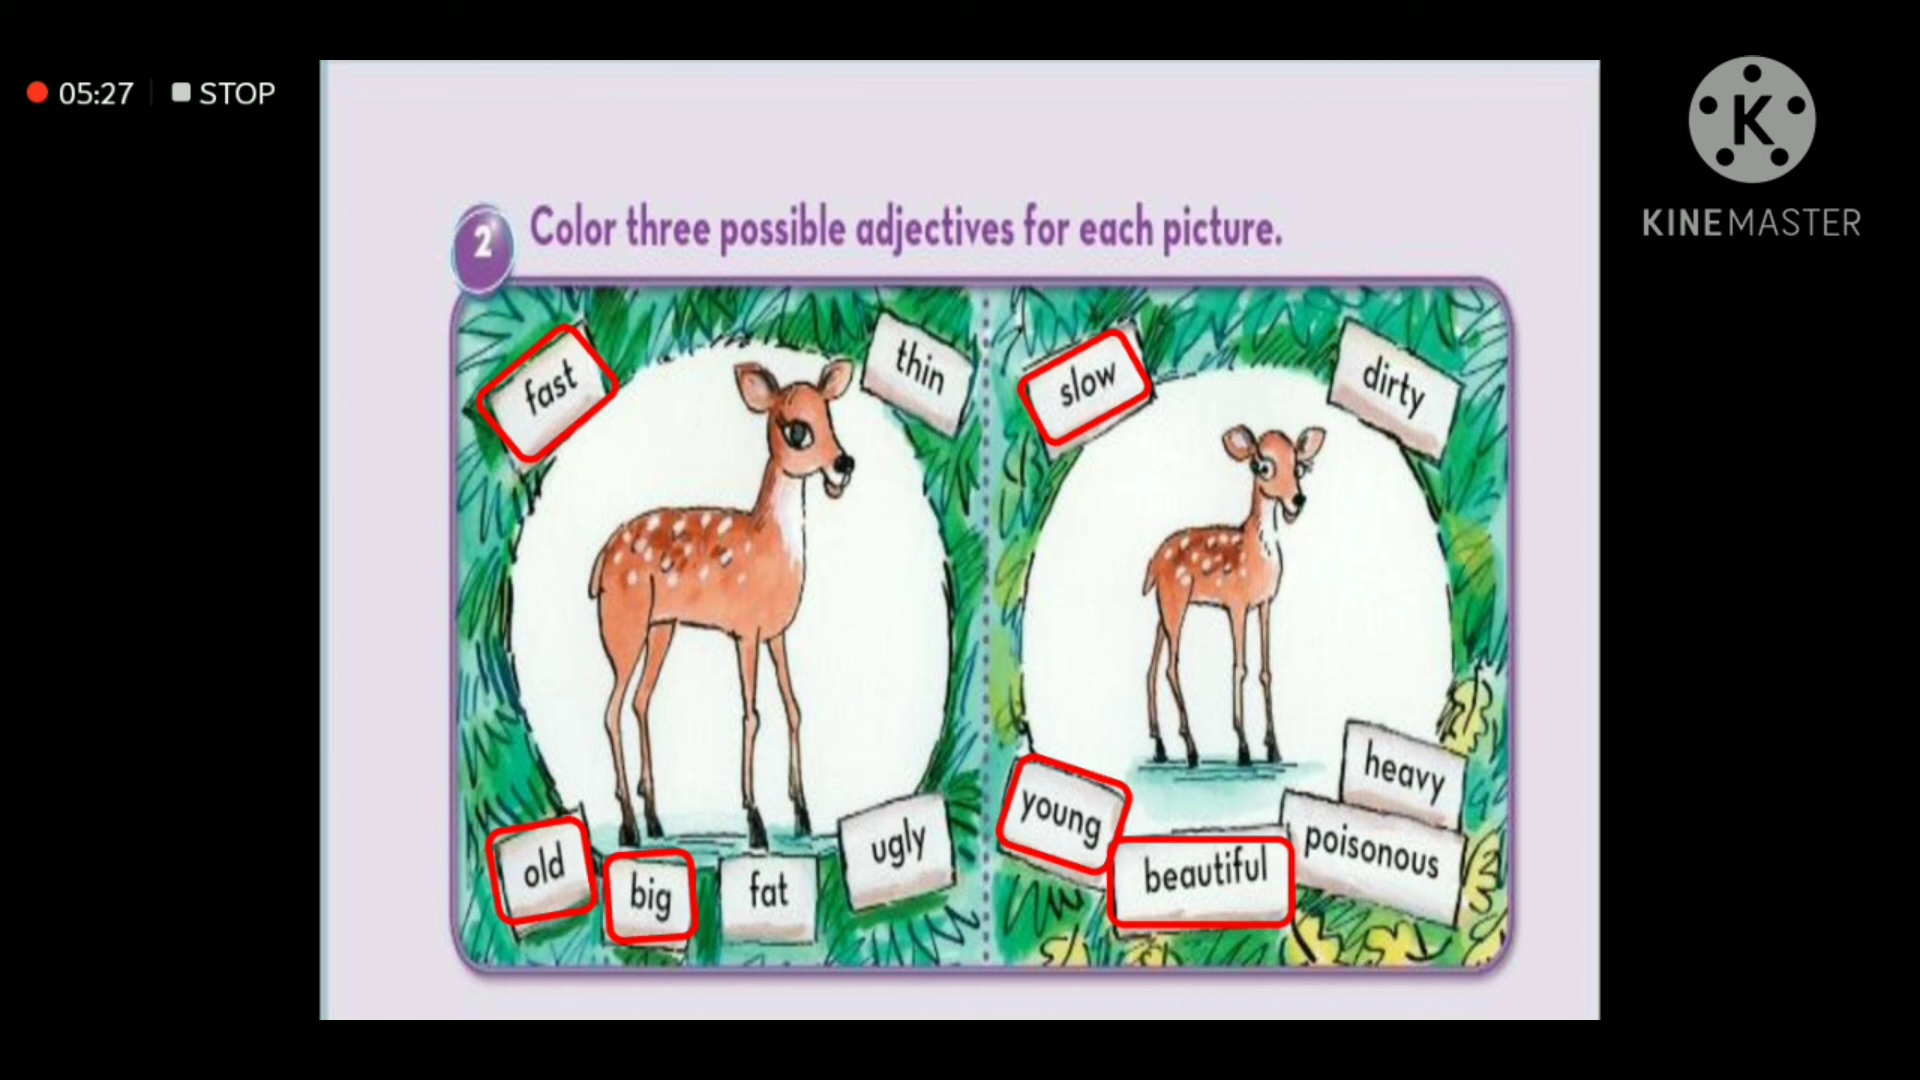 05:27 STOP
KINEMASTER
2 Color three possible adjectives for each picture.
fast
thin
old
big
fat
ugly
slow
dirty
young
beautiful
heavy
poisonous